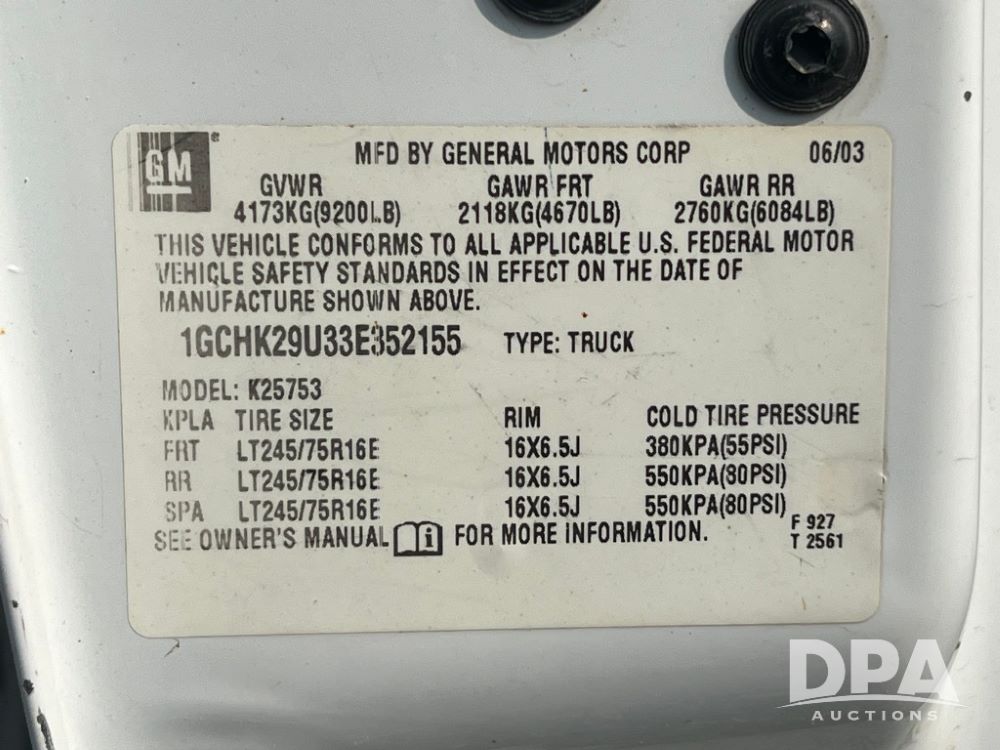 GM®
MFD BY GENERAL MOTORS CORP 06/03
GVWR GAWR FRT GAWR RR
4173KG(9200LB) 2118KG(4670LB) 2760KG(6084LB)
THIS VEHICLE CONFORMS TO ALL APPLICABLE U.S. FEDERAL MOTOR
VEHICLE SAFETY STANDARDS IN EFFECT ON THE DATE OF
MANUFACTURE SHOWN ABOVE.
1GCHK29U33E352155 TYPE: TRUCK
MODEL: K25753
KPLA TIRE SIZE RIM COLD TIRE PRESSURE
FRT LT245/75R16E 16X6.5J 380KPA(55PSI)
RR LT245/75R16E 16X6.5J 550KPA(80PSI)
SPA LT245/75R16E 16X6.5J 550KPA(80PSI)
SEE OWNER'S MANUAL i FOR MORE INFORMATION.
F 927
T 2561
DPA
AUCTIONS